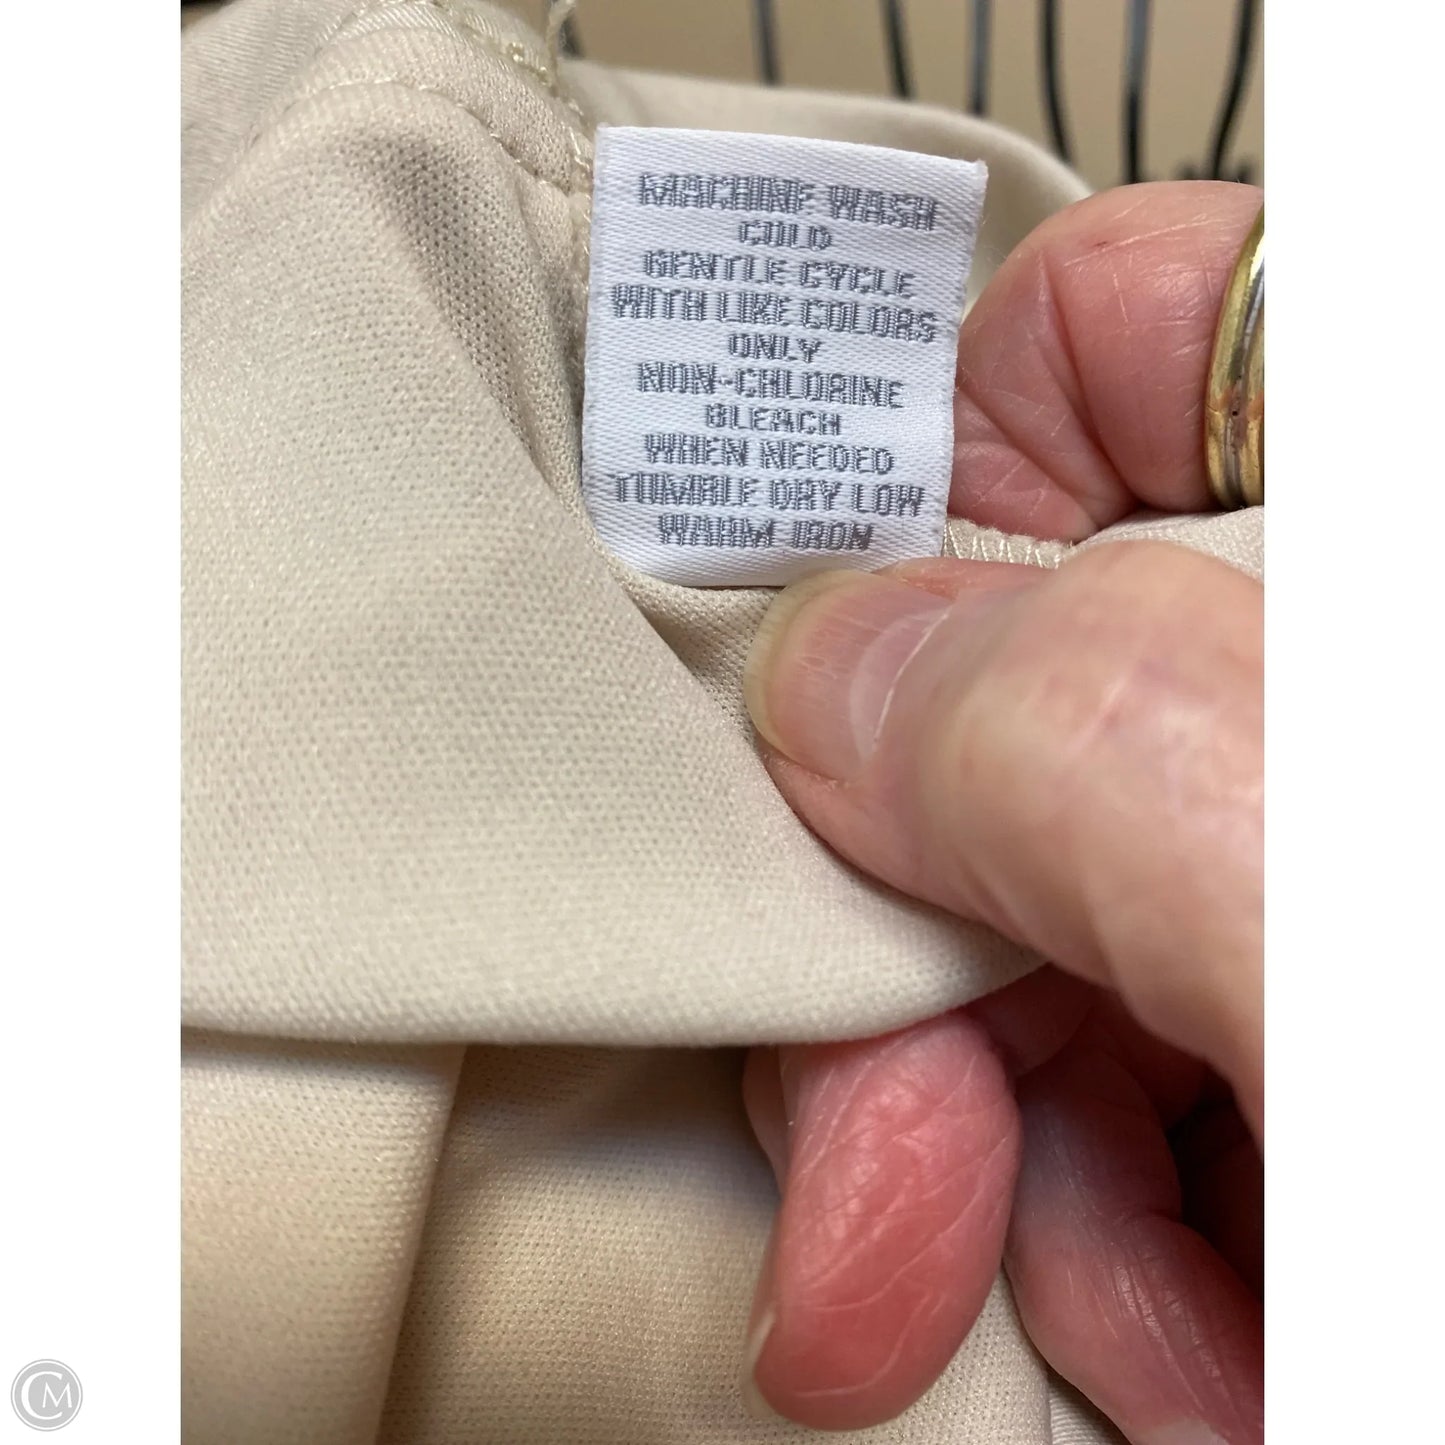 MACHINE WASH
COLD
GENTLE CYCLE
WITH LIKE COLORS
ONLY
NON-CHLORINE
BLEACH
WHEN NEEDED
TUMBLE DRY LOW
WARM IRON
CM